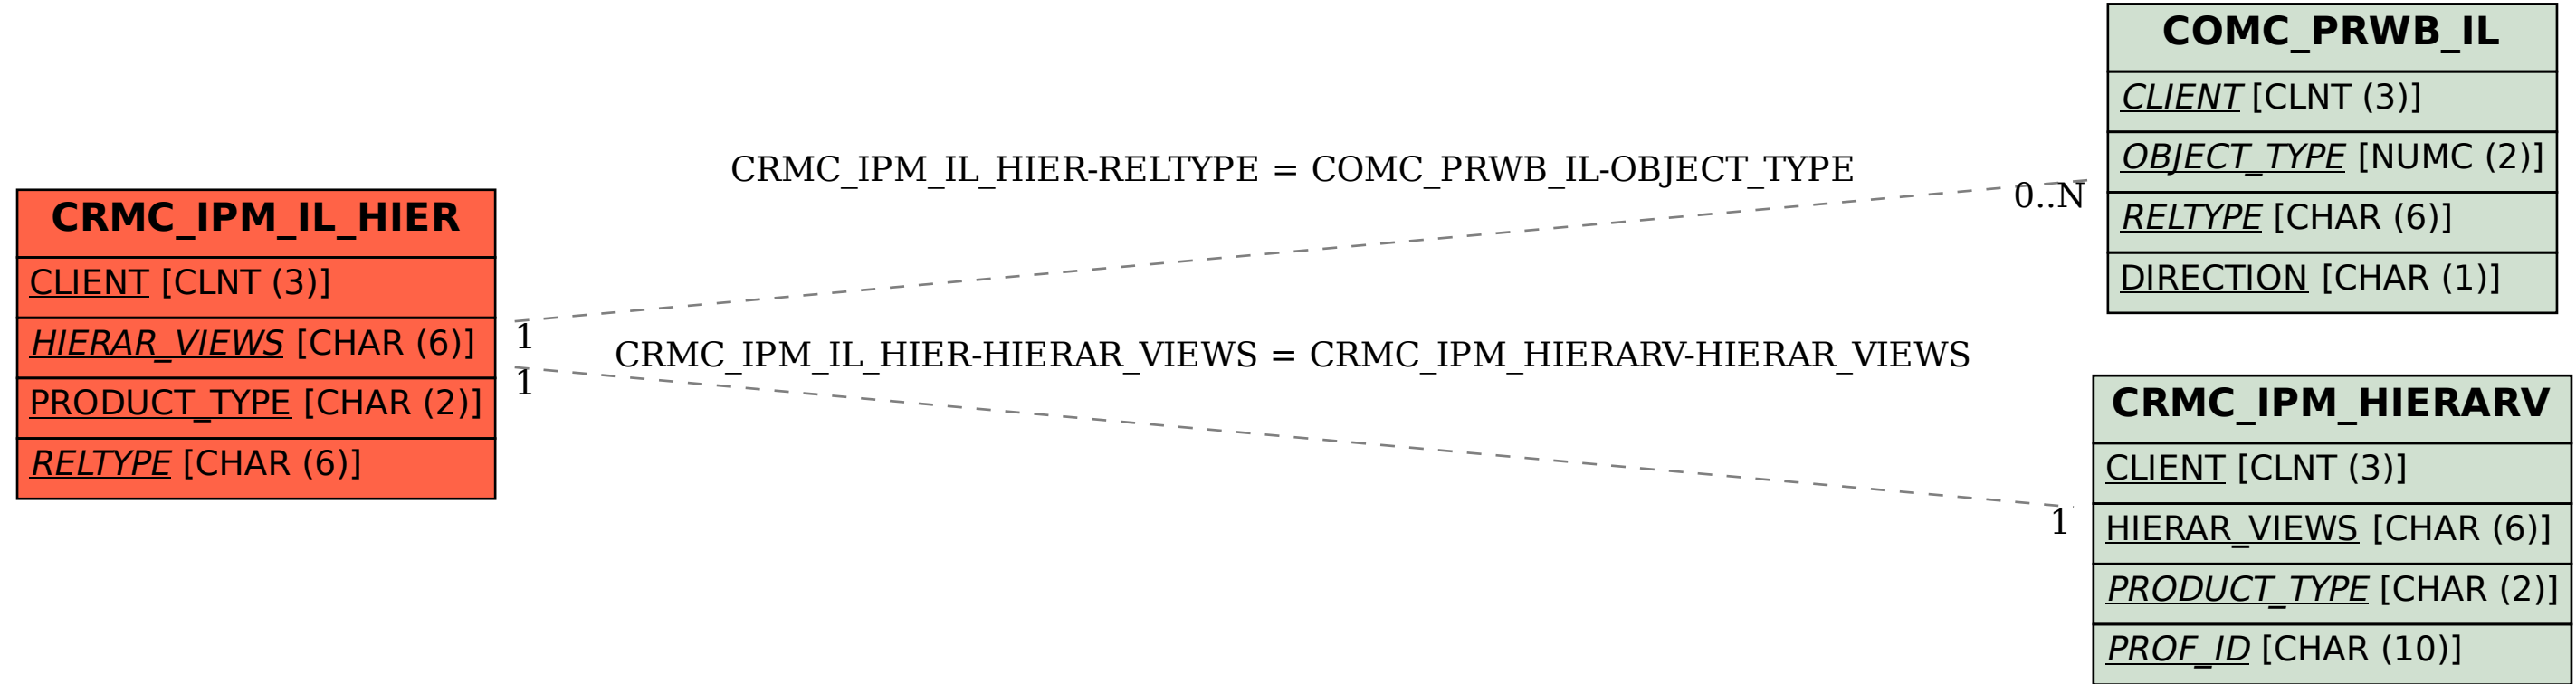 CRMC_IPM_IL_HIER
CLIENT [CLNT (3)]
HIERAR_VIEWS [CHAR (6)]
PRODUCT_TYPE [CHAR (2)]
RELTYPE [CHAR (6)]
CRMC_IPM_IL_HIER-RELTYPE = COMC_PRWB_IL-OBJECT_TYPE
0..N
1
CRMC_IPM_IL_HIER-HIERAR_VIEWS = CRMC_IPM_HIERARV-HIERAR_VIEWS
1
1
COMC_PRWB_IL
CLIENT [CLNT (3)]
OBJECT_TYPE [NUMC (2)]
RELTYPE [CHAR (6)]
DIRECTION [CHAR (1)]
CRMC_IPM_HIERARV
CLIENT [CLNT (3)]
HIERAR_VIEWS [CHAR (6)]
PRODUCT_TYPE [CHAR (2)]
PROF_ID [CHAR (10)]